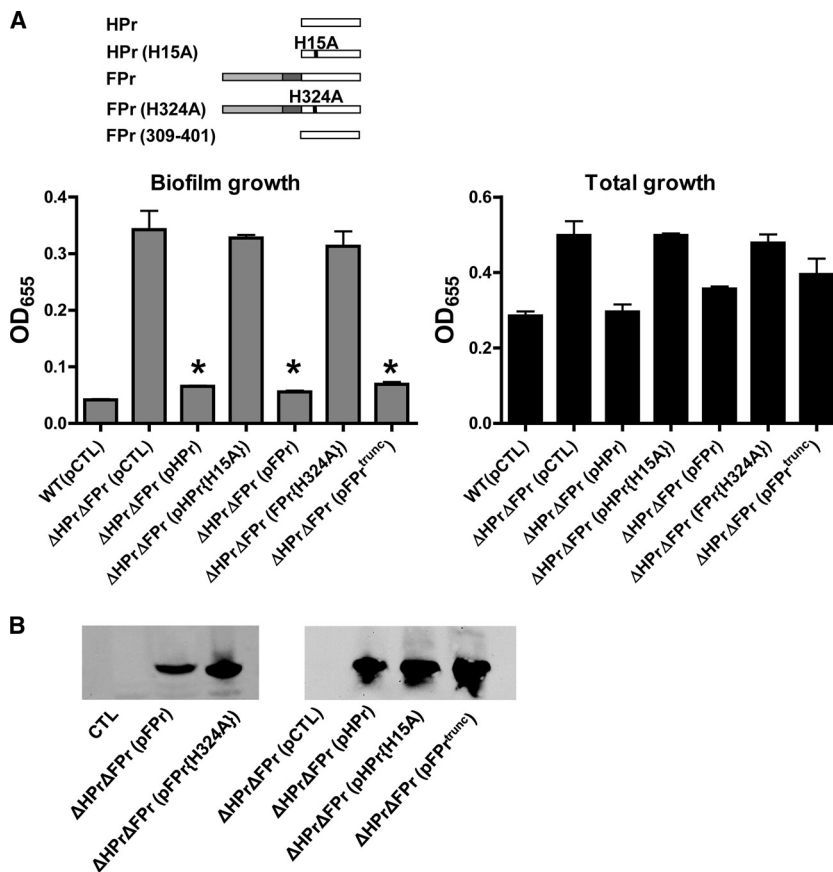 A
HPr
HPr (H15A)
H15A
FPr
FPr (H324A)
H324A
FPr (309-401)
Biofilm growth
OD655
0.4
0.3
0.2
0.1
0.0
*
*
*
WT(pCTL)
ΔHPrΔFPr (pCTL)
ΔHPrΔFPr (pHPr)
ΔHPrΔFPr (pHPr{H15A})
ΔHPrΔFPr (pFPr)
ΔHPrΔFPr (FPr{H324A})
ΔHPrΔFPr (pFPrtrunc)
Total growth
OD655
0.6
0.4
0.2
0.0
WT(pCTL)
ΔHPrΔFPr (pCTL)
ΔHPrΔFPr (pHPr)
ΔHPrΔFPr (pHPr{H15A})
ΔHPrΔFPr (pFPr)
ΔHPrΔFPr (FPr{H324A})
ΔHPrΔFPr (pFPrtrunc)
B
CTL
ΔHPrΔFPr (pFPr)
ΔHPrΔFPr (pFPr{H324A})
ΔHPrΔFPr (pCTL)
ΔHPrΔFPr (pHPr)
ΔHPrΔFPr (pHPr{H15A)
ΔHPrΔFPr (pFPrtrunc)